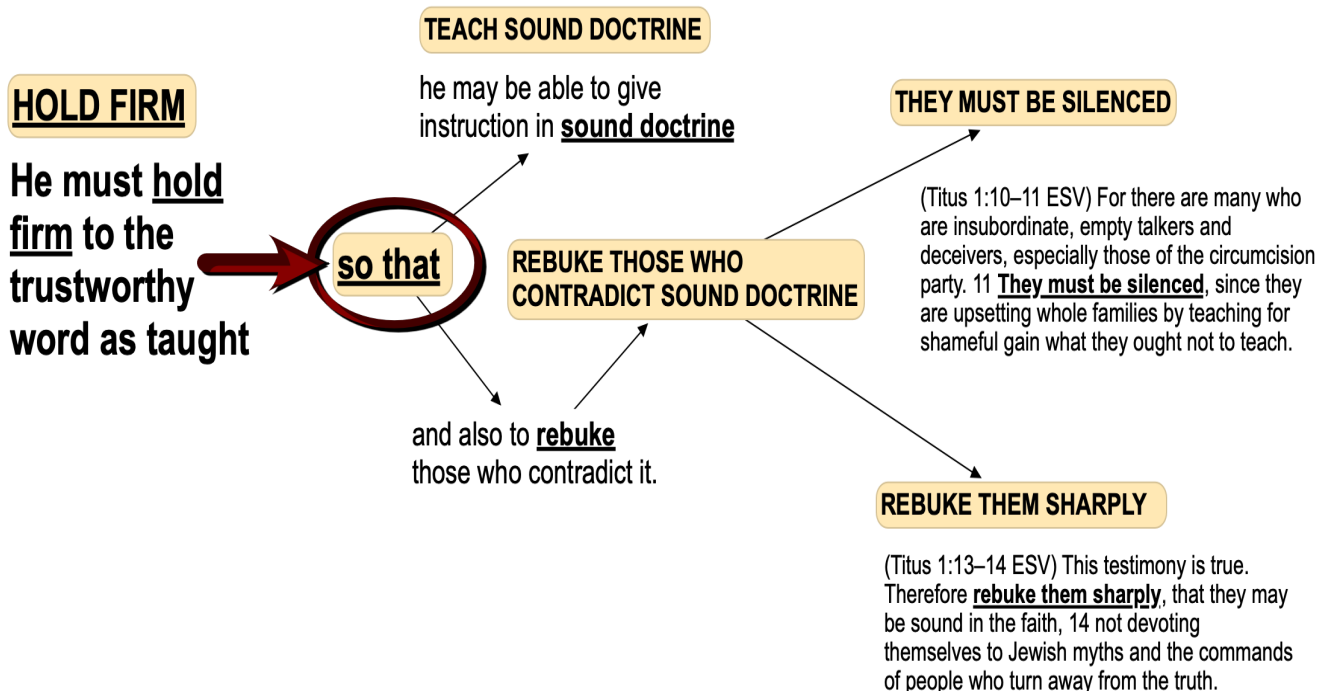 HOLD FIRM
He must hold
firm to the
trustworthy
word as taught
so that
TEACH SOUND DOCTRINE
he may be able to give
instruction in sound doctrine
and also to rebuke
those who contradict it.
REBUKE THOSE WHO
CONTRADICT SOUND DOCTRINE
THEY MUST BE SILENCED
(Titus 1:10–11 ESV) For there are many who
are insubordinate, empty talkers and
deceivers, especially those of the circumcision
party. 11 They must be silenced, since they
are upsetting whole families by teaching for
shameful gain what they ought not to teach.
REBUKE THEM SHARPLY
(Titus 1:13–14 ESV) This testimony is true.
Therefore rebuke them sharply, that they may
be sound in the faith, 14 not devoting
themselves to Jewish myths and the commands
of people who turn away from the truth.